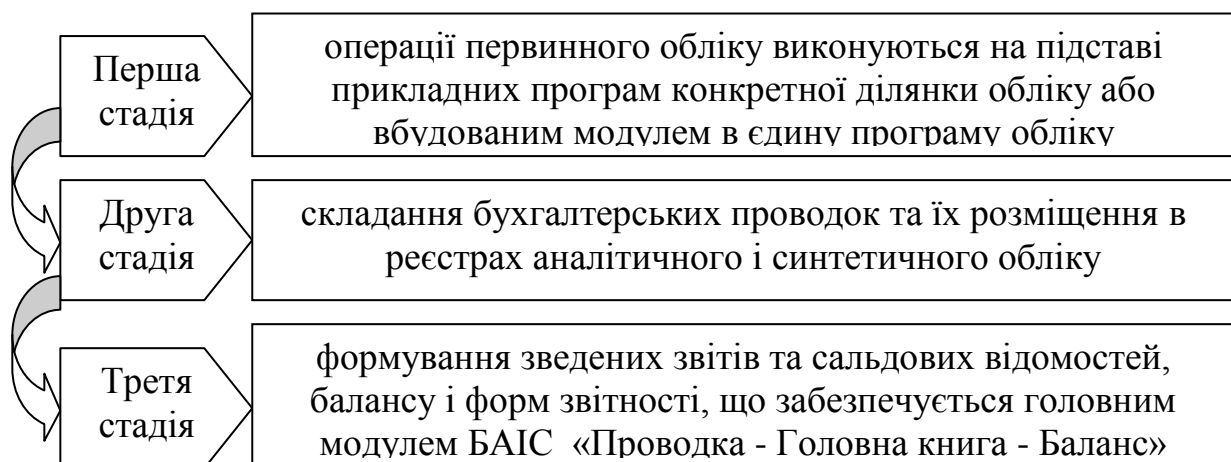 Перша
стадія
операції первинного обліку виконуються на підставі
прикладних програм конкретної ділянки обліку або
вбудованим модулем в єдину програму обліку
Друга
стадія
складання бухгалтерських проводок та їх розміщення в
реєстрах аналітичного і синтетичного обліку
Третя
стадія
формування зведених звітів та сальдових відомостей,
балансу і форм звітності, що забезпечується головним
модулем БАІС «Проводка - Головна книга - Баланс»